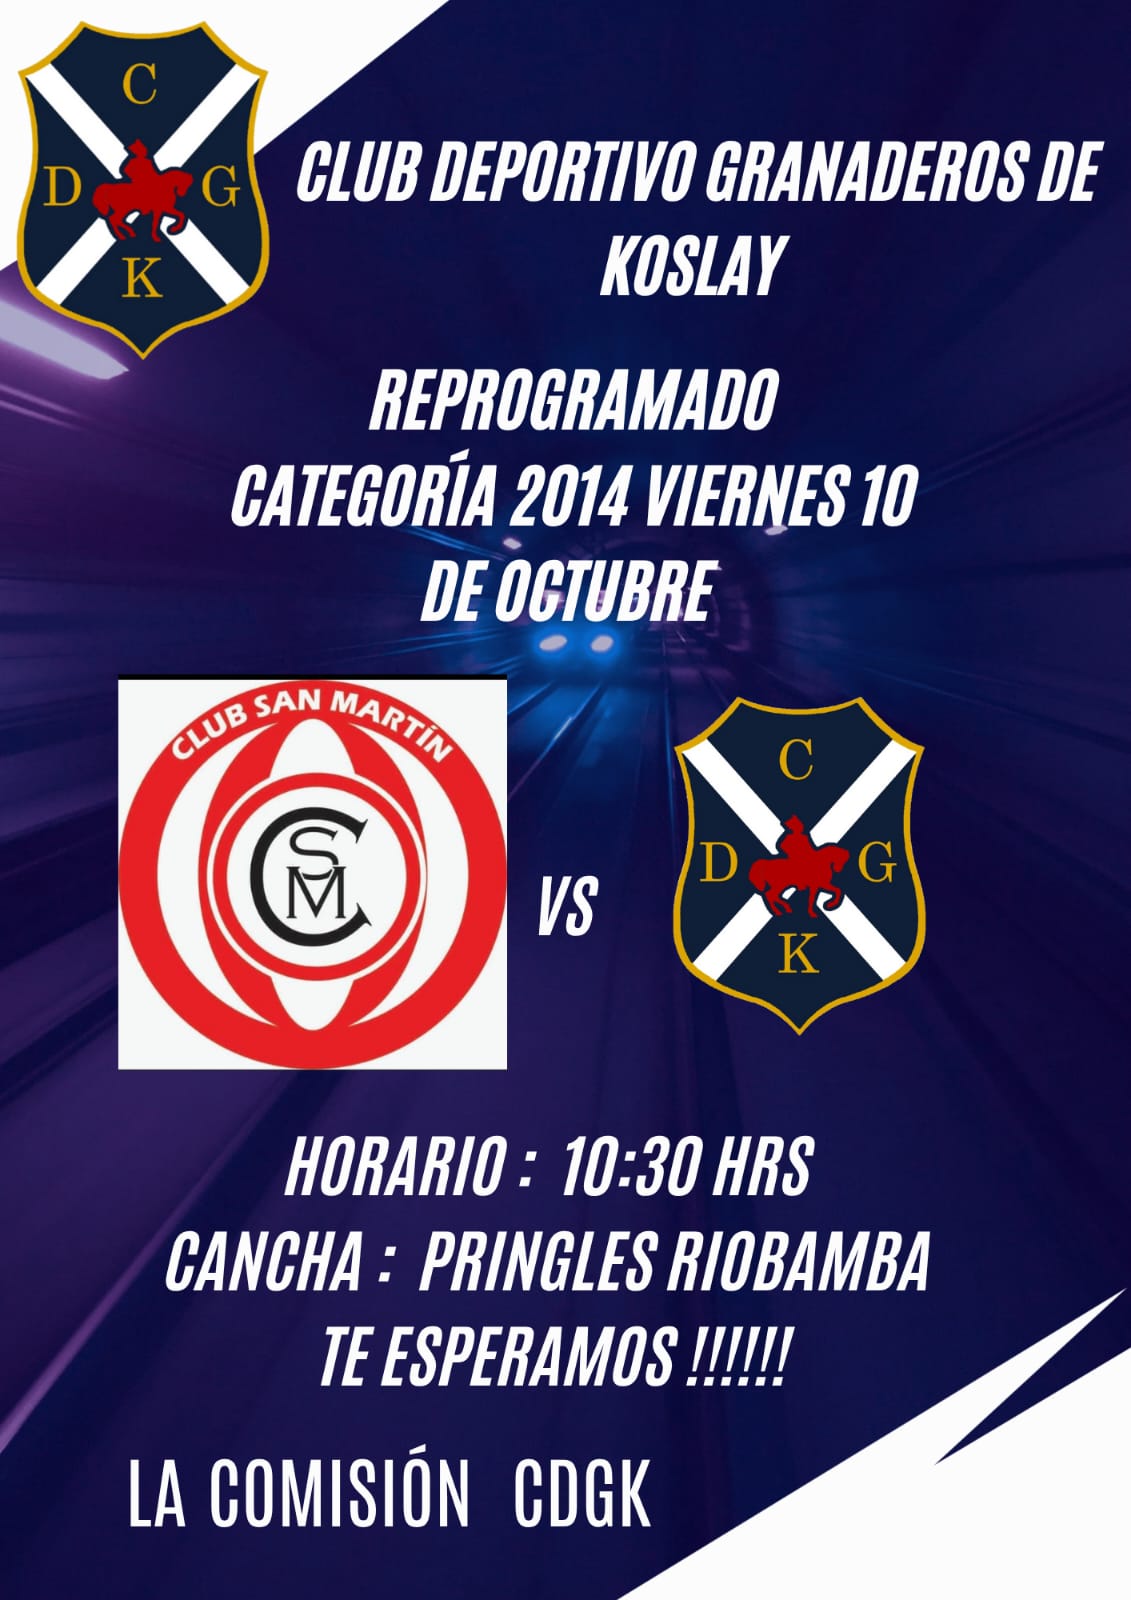 C
D G
K
CLUB DEPORTIVO GRANADEROS DE
KOSLAY
REPROGRAMADO
CATEGORÍA 2014 VIERNES 10
DE OCTUBRE
CLUB SAN MARTÍN
CSM
VS
C
D G
K
HORARIO : 10:30 HRS
CANCHA : PRINGLES RIOBAMBA
TE ESPERAMOS !!!!!!
LA COMISIÓN CDGK